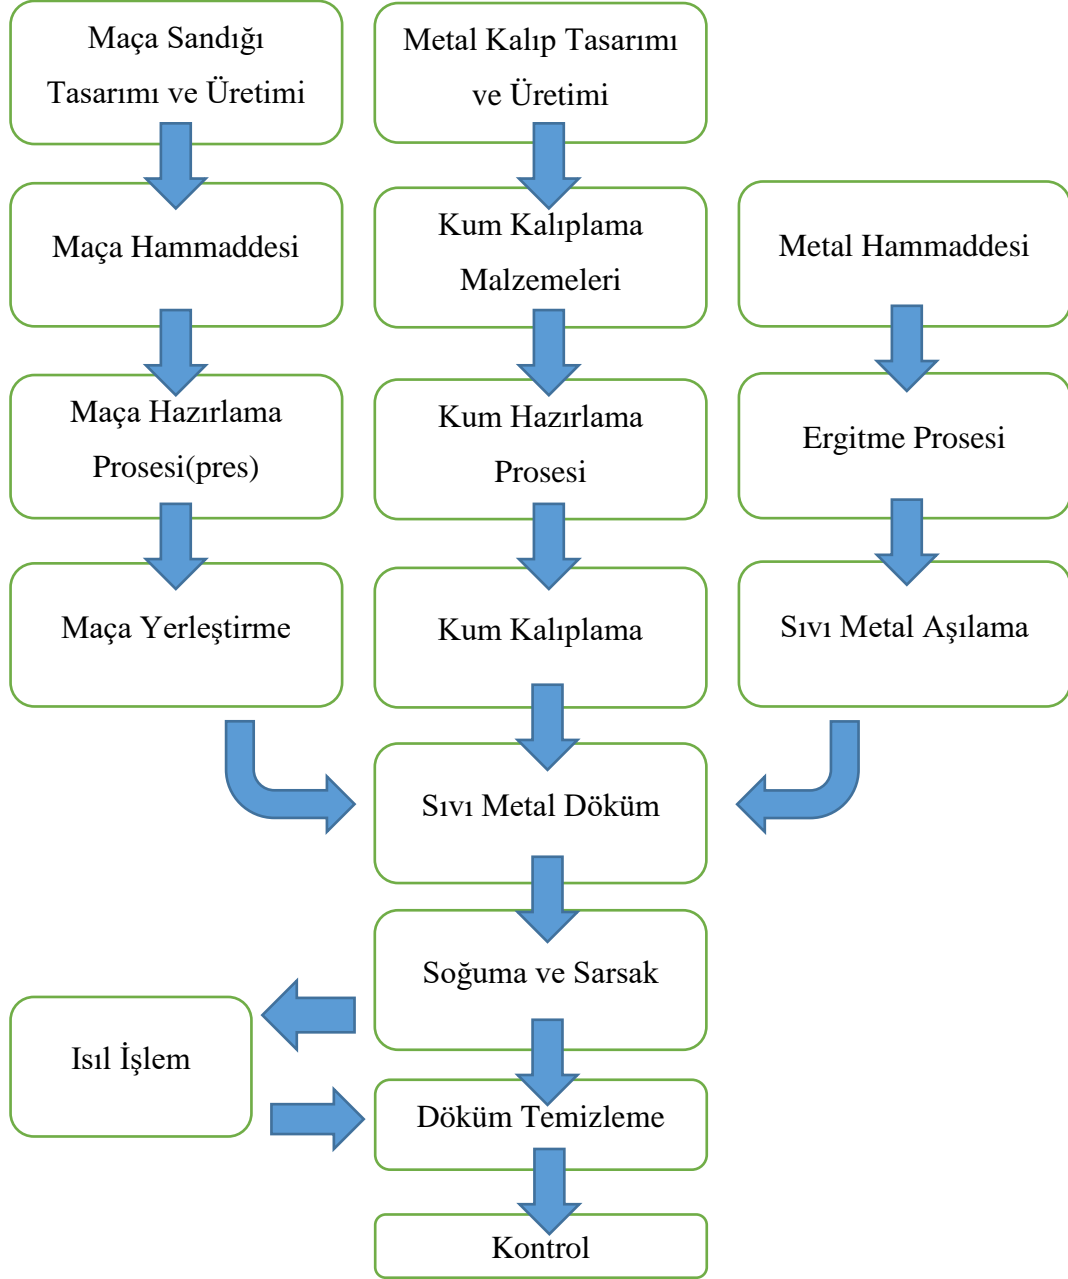 Maça Sandığı
Tasarımı ve Üretimi
Metal Kalıp Tasarımı
ve Üretimi
Maça Hammaddesi
Kum Kalıplama
Malzemeleri
Metal Hammaddesi
Maça Hazırlama
Prosesi(pres)
Kum Hazırlama
Prosesi
Ergitme Prosesi
Maça Yerleştirme
Kum Kalıplama
Sıvı Metal Aşılama
Sıvı Metal Döküm
Soğuma ve Sarsak
Isıl İşlem
Döküm Temizleme
Kontrol